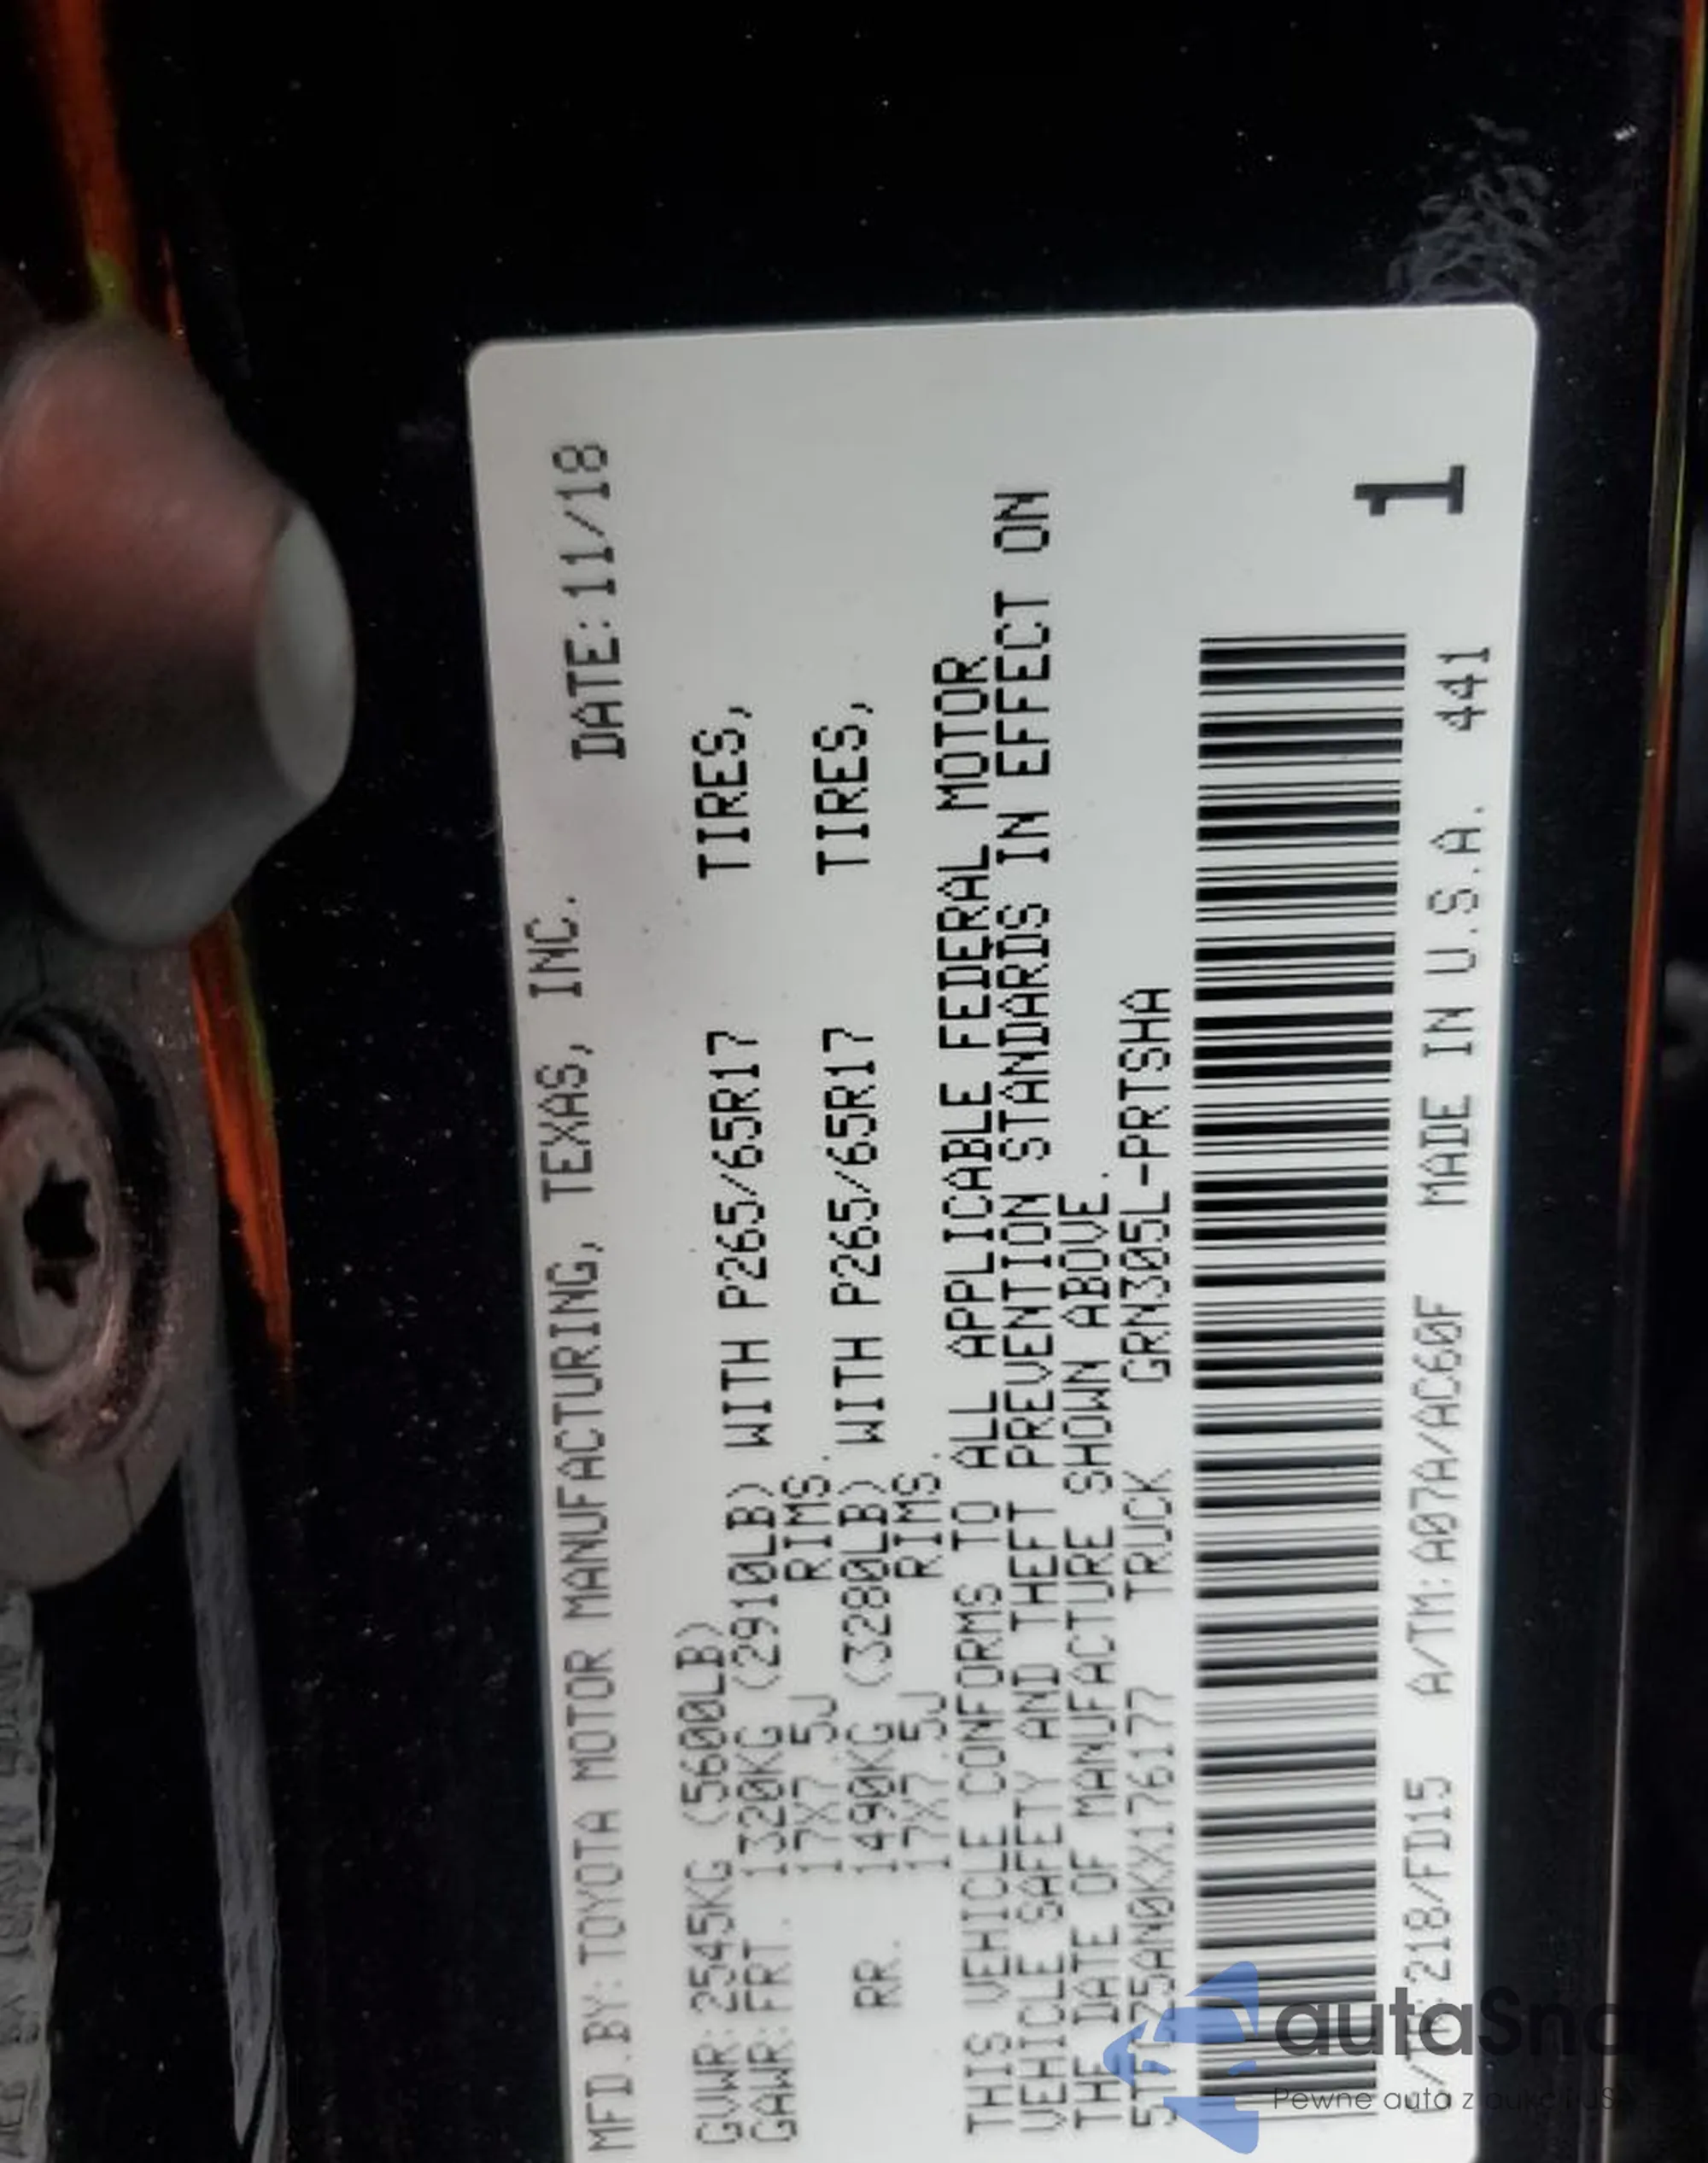 MFD.BY:TOYOTA MOTOR MANUFACTURING, TEXAS, INC. DATE:11/18
GVWR:2545KG (5600LB)
GAWR:FRT. 1320KG (2910LB) WITH P265/65R17 TIRES,
17X7.5J RIMS.
RR. 1490KG (3280LB) WITH P265/65R17 TIRES,
17X7.5J RIMS.
THIS VEHICLE CONFORMS TO ALL APPLICABLE FEDERAL MOTOR
VEHICLE SAFETY AND THEFT PREVENTION STANDARDS IN EFFECT ON
THE DATE OF MANUFACTURE SHOWN ABOVE.
TRUCK GRN305L-PRTSHA
C/TR:218/FD15 A/TM:A07A/AC60F MADE IN U.S.A. 441
1
autaSna
Pewne auta z aukcji USA